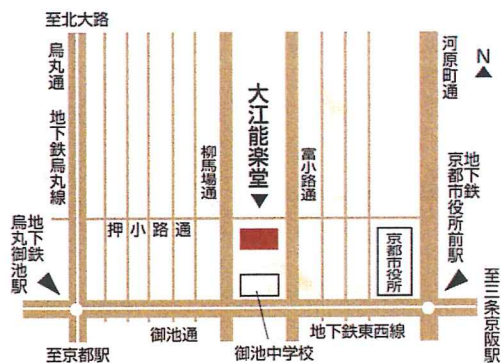 至北大路
烏丸通
地下鉄烏丸線
河原町通
N
大江能楽堂
柳馬場通
富小路通
押小路通
地下鉄
烏丸御池駅
京都市役所
地下鉄
京都市役所前駅
至三条京阪駅
御池通
地下鉄東西線
至京都駅
御池中学校